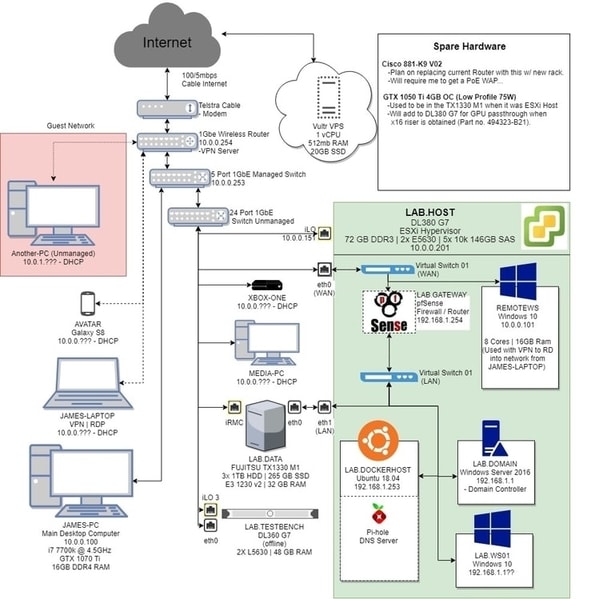 Internet
100/5mbps
Cable Internet
Telstra Cable
- Modem
Guest Network
1Gbe Wireless Router
10.0.0.254
-VPN Server
5 Port 1GbE Managed Switch
10.0.0.253
24 Port 1GbE
Switch Unmanaged
Another-PC (Unmanaged)
10.0.1.??? - DHCP
AVATAR
Galaxy S8
10.0.0.??? - DHCP
JAMES-LAPTOP
VPN | RDP
10.0.0.??? - DHCP
JAMES-PC
Main Desktop Computer
10.0.0.100
i7 7700k @ 4.5GHz
GTX 1070 Ti
16GB DDR4 RAM
Vultr VPS
1 vCPU
512mb RAM
20GB SSD
Spare Hardware
Cisco 881-K9 V02
-Plan on replacing current Router with this w/ new rack.
-Will require me to get a PoE WAP...
GTX 1050 Ti 4GB OC (Low Profile 75W)
-Used to be in the TX1330 M1 when it was ESXi Host
-Will add to DL380 G7 for GPU passthrough when
x16 riser is obtained (Part no. 494323-B21).
iLO
10.0.0.151
eth0
(WAN)
XBOX-ONE
10.0.0.??? - DHCP
MEDIA-PC
10.0.0.??? - DHCP
iRMC
eth0
eth1
(LAN)
LAB.DATA
FUJITSU TX1330 M1
3x 1TB HDD | 265 GB SSD
E3 1230 v2 | 32 GB RAM
iLO 3
eth0
LAB.TESTBENCH
DL360 G7
(offline)
2X L5630 | 48 GB RAM
LAB.HOST
DL380 G7
ESXi Hypervisor
72 GB DDR3 | 2x E5630 | 5x 10k 146GB SAS
10.0.0.201
Virtual Switch 01
(WAN)
pf
Sense
LAB.GATEWAY
pfSense
Firewall / Router
192.168.1.254
REMOTEWS
Windows 10
10.0.0.101
8 Cores | 16GB Ram
(Used with VPN to RD
into network from
JAMES-LAPTOP)
Virtual Switch 01
(LAN)
LAB.DOCKERHOST
Ubuntu 18.04
192.168.1.253
Pi-hole
DNS Server
LAB.DOMAIN
Windows Server 2016
192.168.1.1
- Domain Controller
LAB.WS01
Windows 10
192.168.1.1??